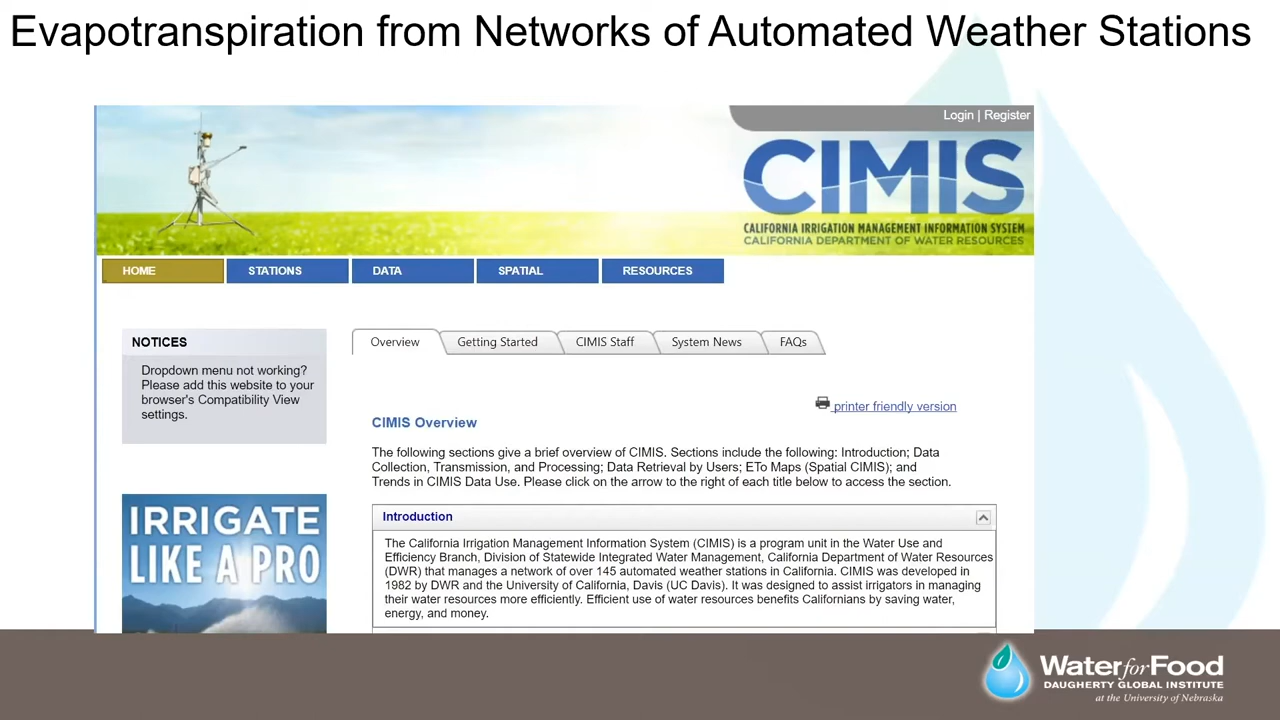 Evapotranspiration from Networks of Automated Weather Stations
Login | Register
CIMIS
CALIFORNIA IRRIGATION MANAGEMENT INFORMATION SYSTEM
CALIFORNIA DEPARTMENT OF WATER RESOURCES
HOME STATIONS DATA SPATIAL RESOURCES
NOTICES
Dropdown menu not working?
Please add this website to your
browser's Compatibility View
settings.
Overview Getting Started CIMIS Staff System News FAQs
printer friendly version
CIMIS Overview
The following sections give a brief overview of CIMIS. Sections include the following: Introduction; Data
Collection, Transmission, and Processing; Data Retrieval by Users; ETo Maps (Spatial CIMIS); and
Trends in CIMIS Data Use. Please click on the arrow to the right of each title below to access the section.
IRRIGATE
LIKE A PRO
Introduction
The California Irrigation Management Information System (CIMIS) is a program unit in the Water Use and
Efficiency Branch, Division of Statewide Integrated Water Management, California Department of Water Resources
(DWR) that manages a network of over 145 automated weather stations in California. CIMIS was developed in
1982 by DWR and the University of California, Davis (UC Davis). It was designed to assist irrigators in managing
their water resources more efficiently. Efficient use of water resources benefits Californians by saving water,
energy, and money.
Water for Food
DAUGHERTY GLOBAL INSTITUTE
at the University of Nebraska